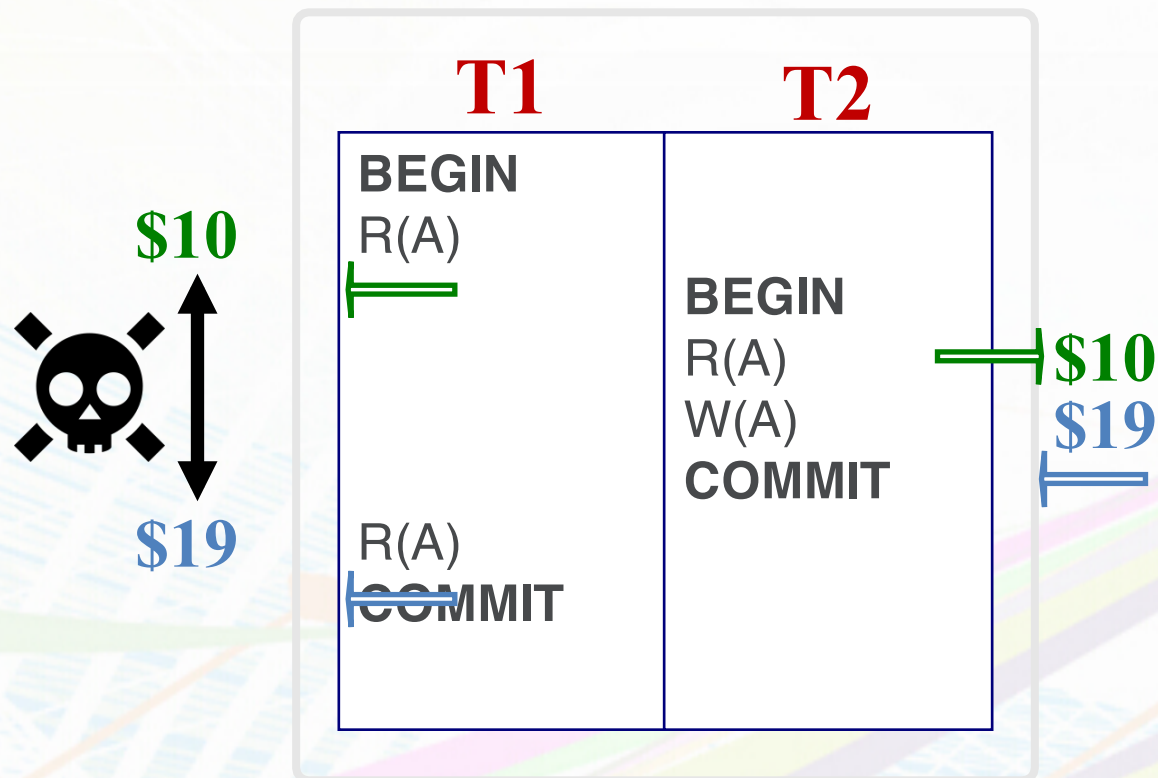 T1 T2
BEGIN
$10 R(A)
BEGIN
R(A) $10
W(A) $19
COMMIT
$19 R(A)
COMMIT